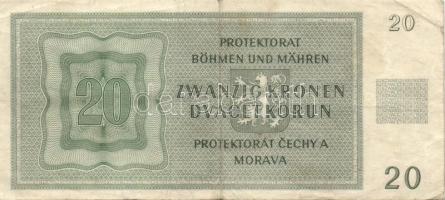 20
PROTEKTORAT
BÖHMEN UND MÄHREN
20
ZWANZIG KRONEN
DVACET KORUN
PROTEKTORÁT ČECHY A
MORAVA
20